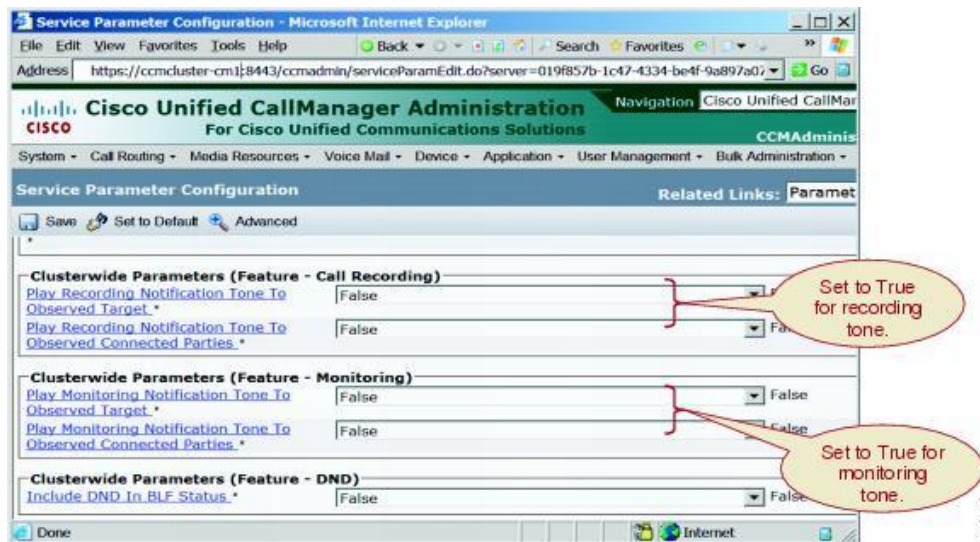 Service Parameter Configuration - Microsoft Internet Explorer
File Edit View Favorites Tools Help Back Search Favorites
Address https://ccmcluster-cm1:8443/ccmadmin/serviceParamEdit.do?server=019f857b-1c47-4334-be4f-9a897a07 Go
CISCO
Cisco Unified CallManager Administration
For Cisco Unified Communications Solutions
Navigation Cisco Unified CallMar
CCMAdminis
System Call Routing Media Resources Voice Mail Device Application User Management Bulk Administration
Service Parameter Configuration
Related Links: Paramet
Save Set to Default Advanced
*
Clusterwide Parameters (Feature - Call Recording)
Play Recording Notification Tone To Observed Target * False
Play Recording Notification Tone To Observed Connected Parties * False
Set to True for recording tone.
Clusterwide Parameters (Feature - Monitoring)
Play Monitoring Notification Tone To Observed Target * False False
Play Monitoring Notification Tone To Observed Connected Parties * False False
Set to True for monitoring tone.
Clusterwide Parameters (Feature - DND)
Include DND In BLF Status * False False
Done Internet